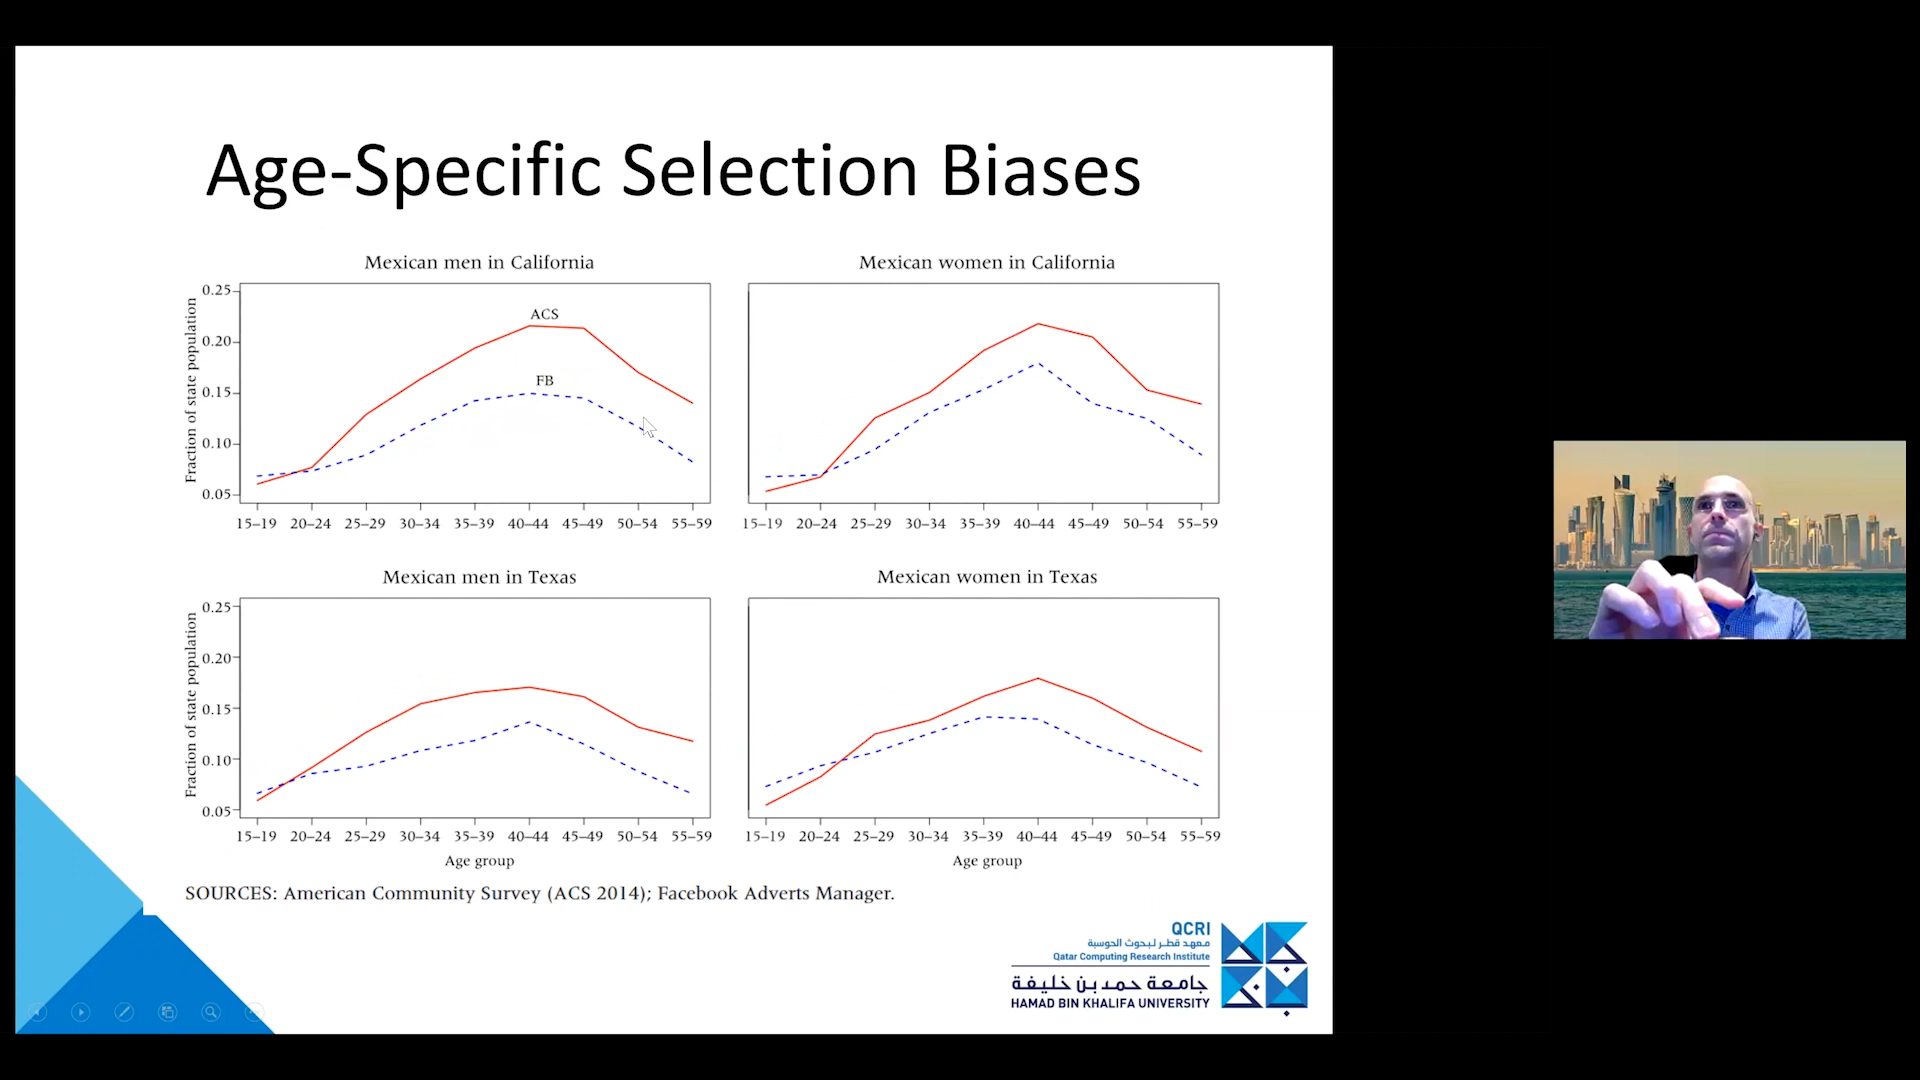 Age-Specific Selection Biases
Mexican men in California
Mexican women in California
Fraction of state population
0.25
0.20
0.15
0.10
0.05
ACS
FB
15–19 20–24 25–29 30–34 35–39 40–44 45–49 50–54 55–59
15–19 20–24 25–29 30–34 35–39 40–44 45–49 50–54 55–59
Mexican men in Texas
Mexican women in Texas
Fraction of state population
0.25
0.20
0.15
0.10
0.05
15–19 20–24 25–29 30–34 35–39 40–44 45–49 50–54 55–59
15–19 20–24 25–29 30–34 35–39 40–44 45–49 50–54 55–59
Age group
Age group
SOURCES: American Community Survey (ACS 2014); Facebook Adverts Manager.
QCRI
معهد قطر لبحوث الحوسبة
Qatar Computing Research Institute
جامعة حمد بن خليفة
HAMAD BIN KHALIFA UNIVERSITY